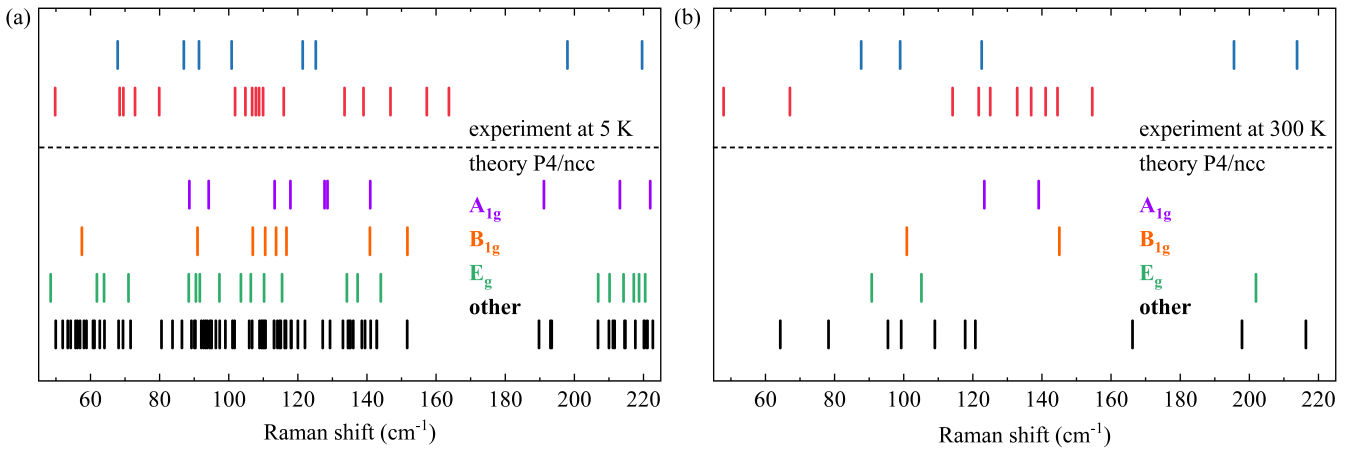 (a)
experiment at 5 K
theory P4/ncc
A1g
B1g
Eg
other
60 80 100 120 140 160 180 200 220
Raman shift (cm-1)
(b)
experiment at 300 K
theory P4/ncc
A1g
B1g
Eg
other
60 80 100 120 140 160 180 200 220
Raman shift (cm-1)